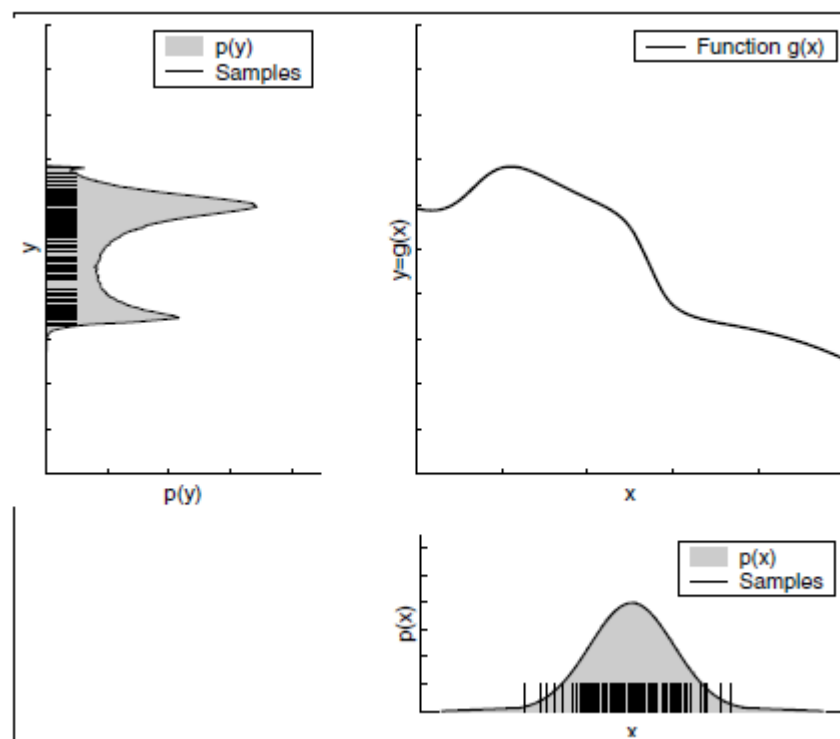 p(y)
Samples
y
p(y)
Function g(x)
y=g(x)
x
p(x)
Samples
p(x)
x